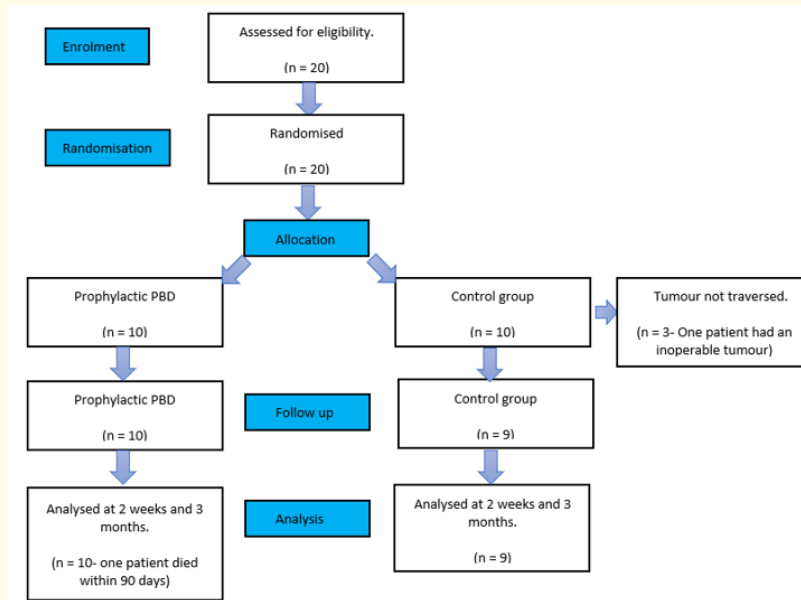 Enrolment
Assessed for eligibility.
(n = 20)
Randomisation
Randomised
(n = 20)
Allocation
Prophylactic PBD
(n = 10)
Control group
(n = 10)
Tumour not traversed.
(n = 3- One patient had an
inoperable tumour)
Prophylactic PBD
(n = 10)
Follow up
Control group
(n = 9)
Analysed at 2 weeks and 3
months.
(n = 10- one patient died
within 90 days)
Analysis
Analysed at 2 weeks and 3
months.
(n = 9)